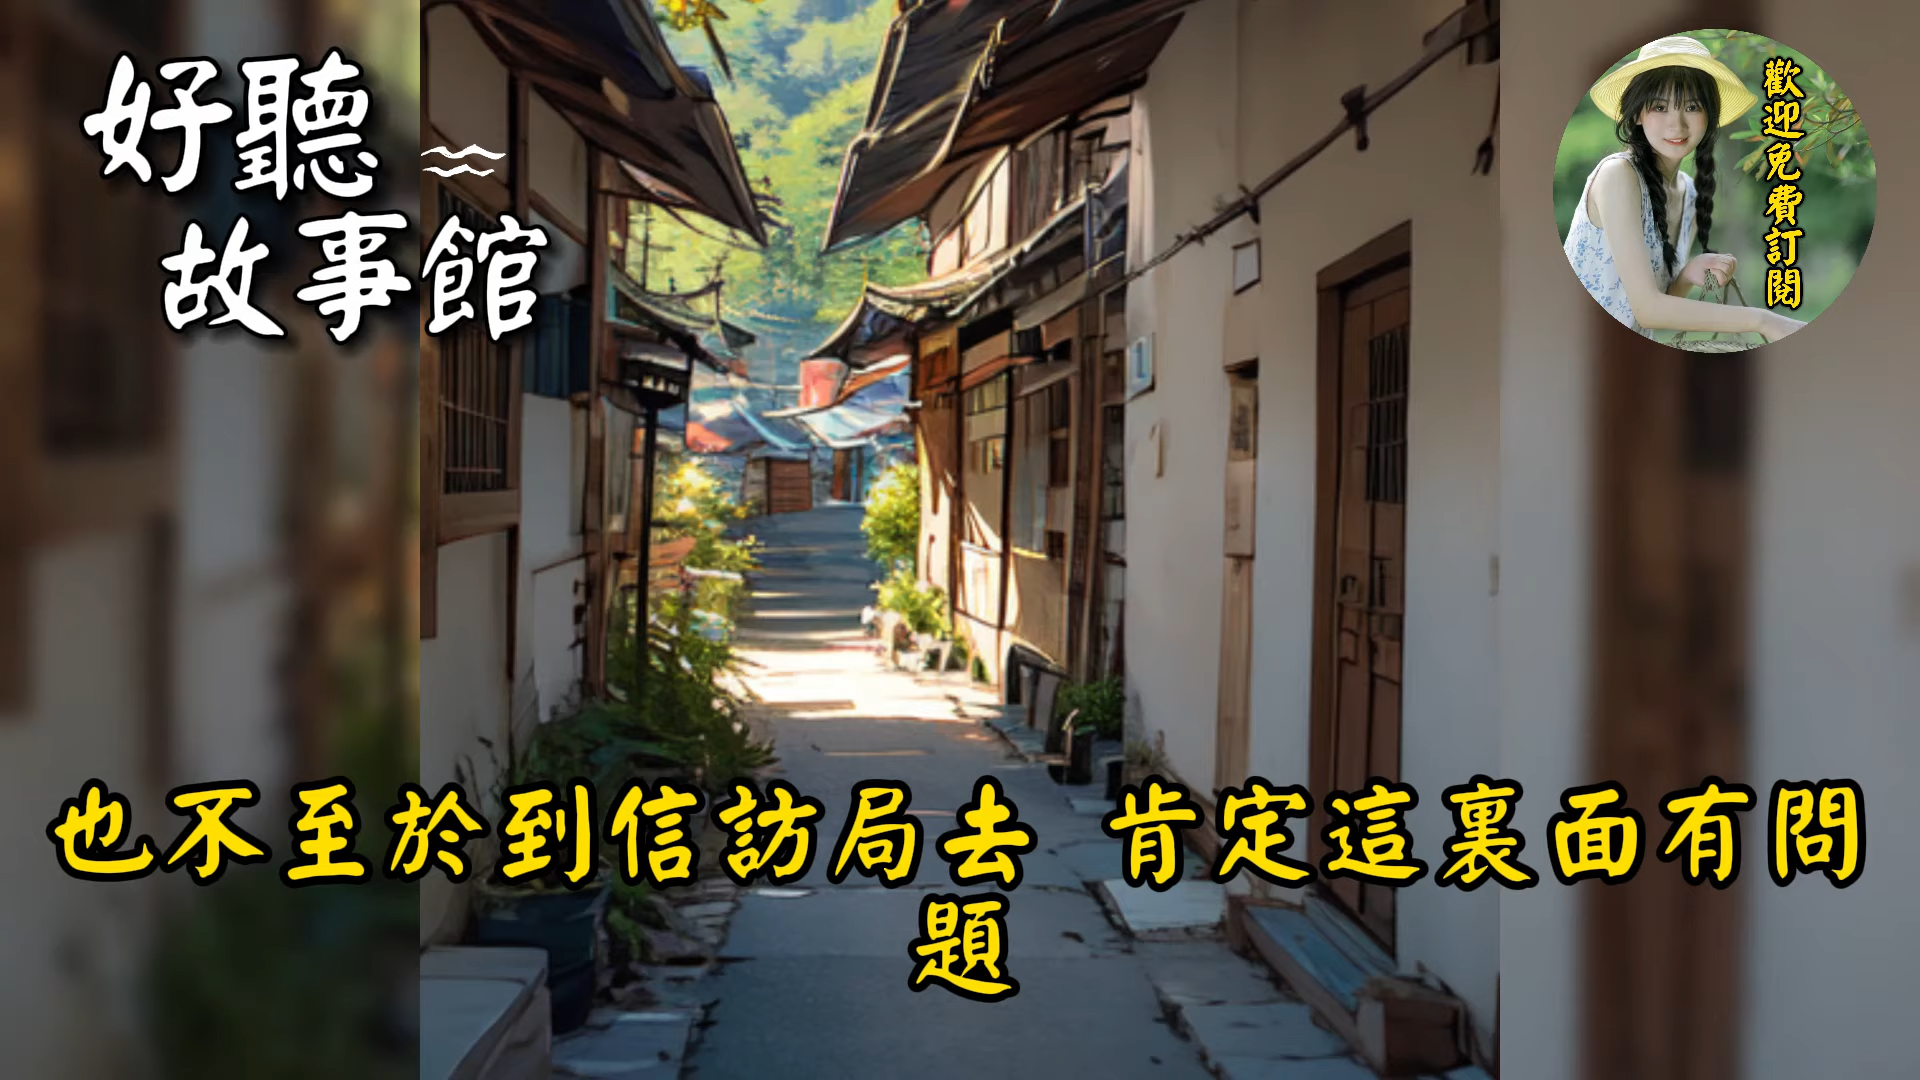 好聽
故事館
歡迎免費訂閱
也不至於到信訪局去 肯定這裏面有問
題